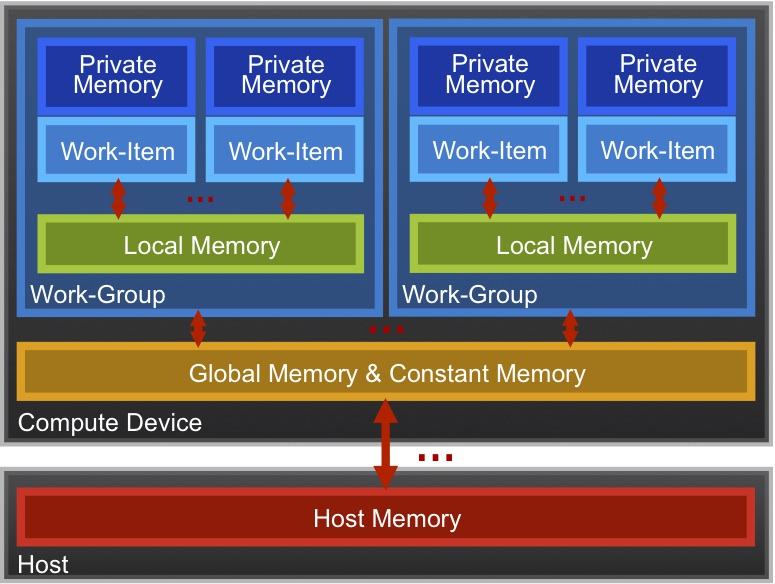 Private
Memory
Private
Memory
Private
Memory
Private
Memory
Work-Item
Work-Item
Work-Item
Work-Item
...
...
Local Memory
Local Memory
Work-Group
Work-Group
...
Global Memory & Constant Memory
Compute Device
...
Host Memory
Host